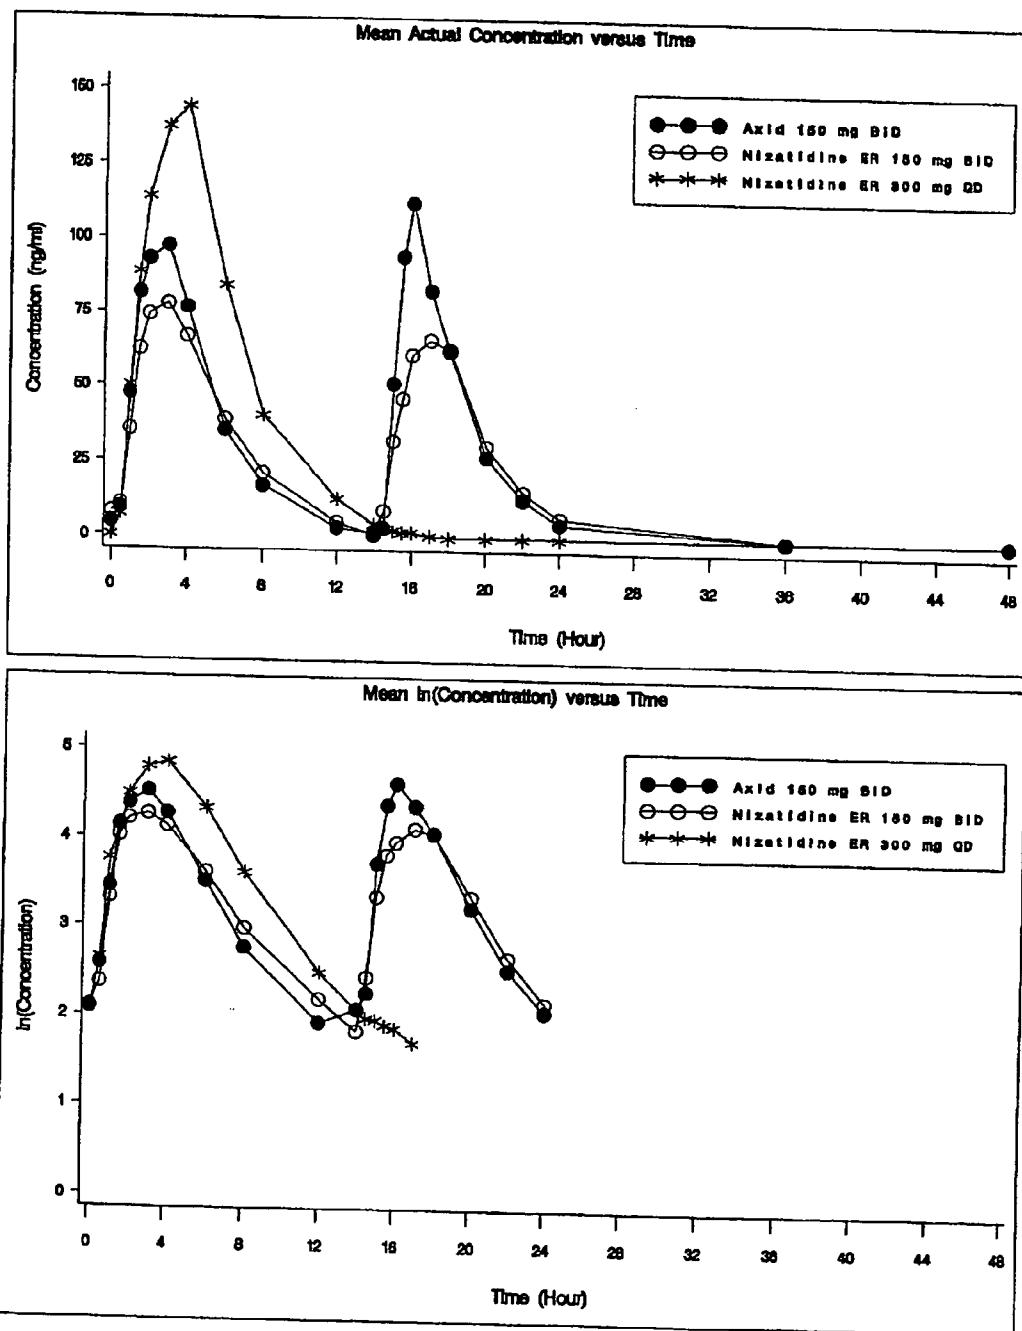 Mean Actual Concentration versus Time
150
125
100
75
50
25
0
Concentration (ng/ml)
Axid 150 mg BID
Nizatidine ER 150 mg BID
Nizatidine ER 300 mg QD
0 4 8 12 16 20 24 28 32 36 40 44 48
Time (Hour)
Mean ln(Concentration) versus Time
5
4
3
2
1
0
ln(Concentration)
Axid 150 mg BID
Nizatidine ER 150 mg BID
Nizatidine ER 300 mg QD
0 4 8 12 16 20 24 28 32 36 40 44 48
Time (Hour)